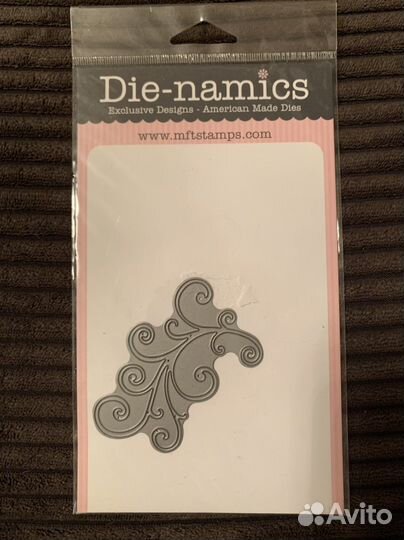 Die-namics
Exclusive Designs - American Made Dies
www.mftstamps.com
Avito